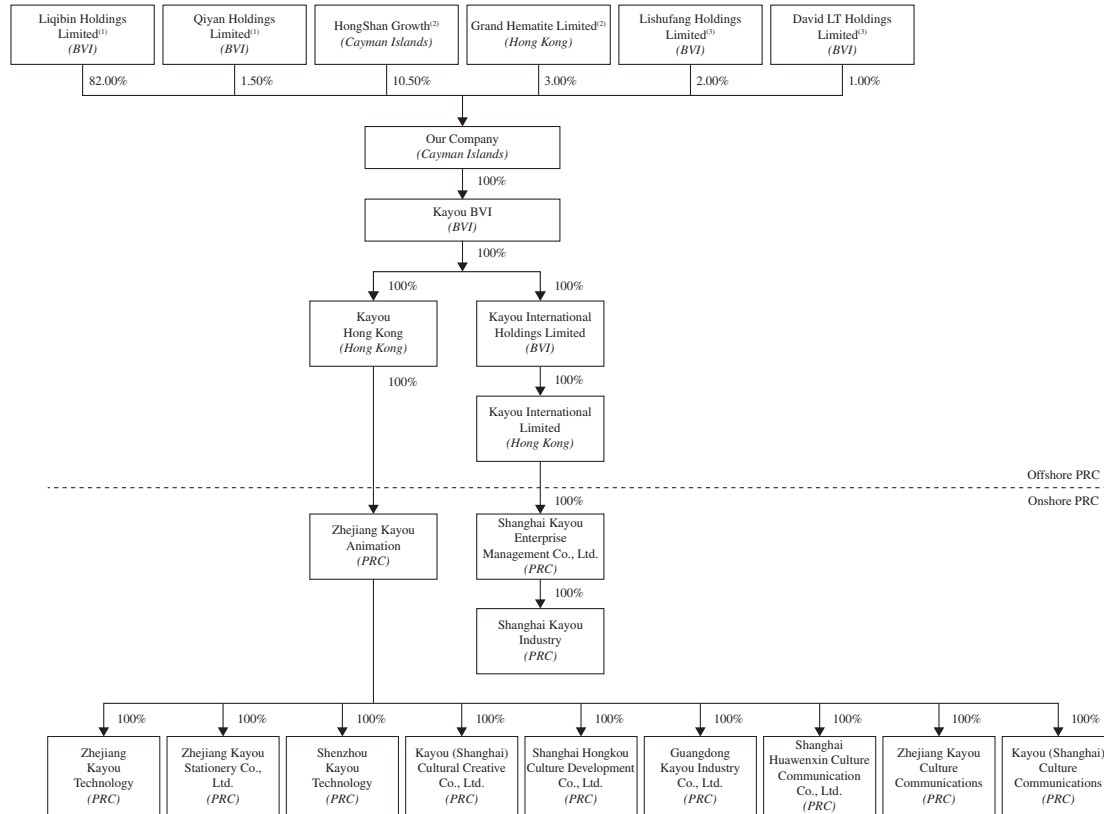 Liqibin Holdings
Limited(1)
(BVI)
Qiyan Holdings
Limited(1)
(BVI)
HongShan Growth(2)
(Cayman Islands)
Grand Hematite Limited(2)
(Hong Kong)
Lishufang Holdings
Limited(3)
(BVI)
David LT Holdings
Limited(3)
(BVI)
82.00%
1.50%
10.50%
3.00%
2.00%
1.00%
Our Company
(Cayman Islands)
100%
Kayou BVI
(BVI)
100%
100%
100%
Kayou
Hong Kong
(Hong Kong)
Kayou International
Holdings Limited
(BVI)
100%
100%
Kayou International
Limited
(Hong Kong)
Offshore PRC
Onshore PRC
100%
Zhejiang Kayou
Animation
(PRC)
Shanghai Kayou
Enterprise
Management Co., Ltd.
(PRC)
100%
Shanghai Kayou
Industry
(PRC)
100%
100%
100%
100%
100%
100%
100%
100%
100%
Zhejiang
Kayou
Technology
(PRC)
Zhejiang Kayou
Stationery Co.,
Ltd.
(PRC)
Shenzhou
Kayou
Technology
(PRC)
Kayou (Shanghai)
Cultural Creative
Co., Ltd.
(PRC)
Shanghai Hongkou
Culture Development
Co., Ltd.
(PRC)
Guangdong
Kayou Industry
Co., Ltd.
(PRC)
Shanghai
Huawenxin Culture
Communication
Co., Ltd.
(PRC)
Zhejiang Kayou
Culture
Communications
(PRC)
Kayou (Shanghai)
Culture
Communications
(PRC)